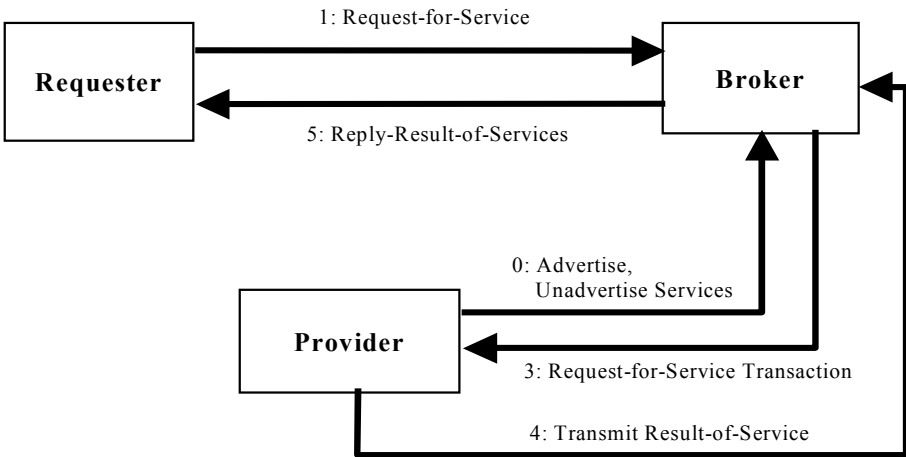 1: Request-for-Service
Requester
Broker
5: Reply-Result-of-Services
0: Advertise,
Unadvertise Services
Provider
3: Request-for-Service Transaction
4: Transmit Result-of-Service